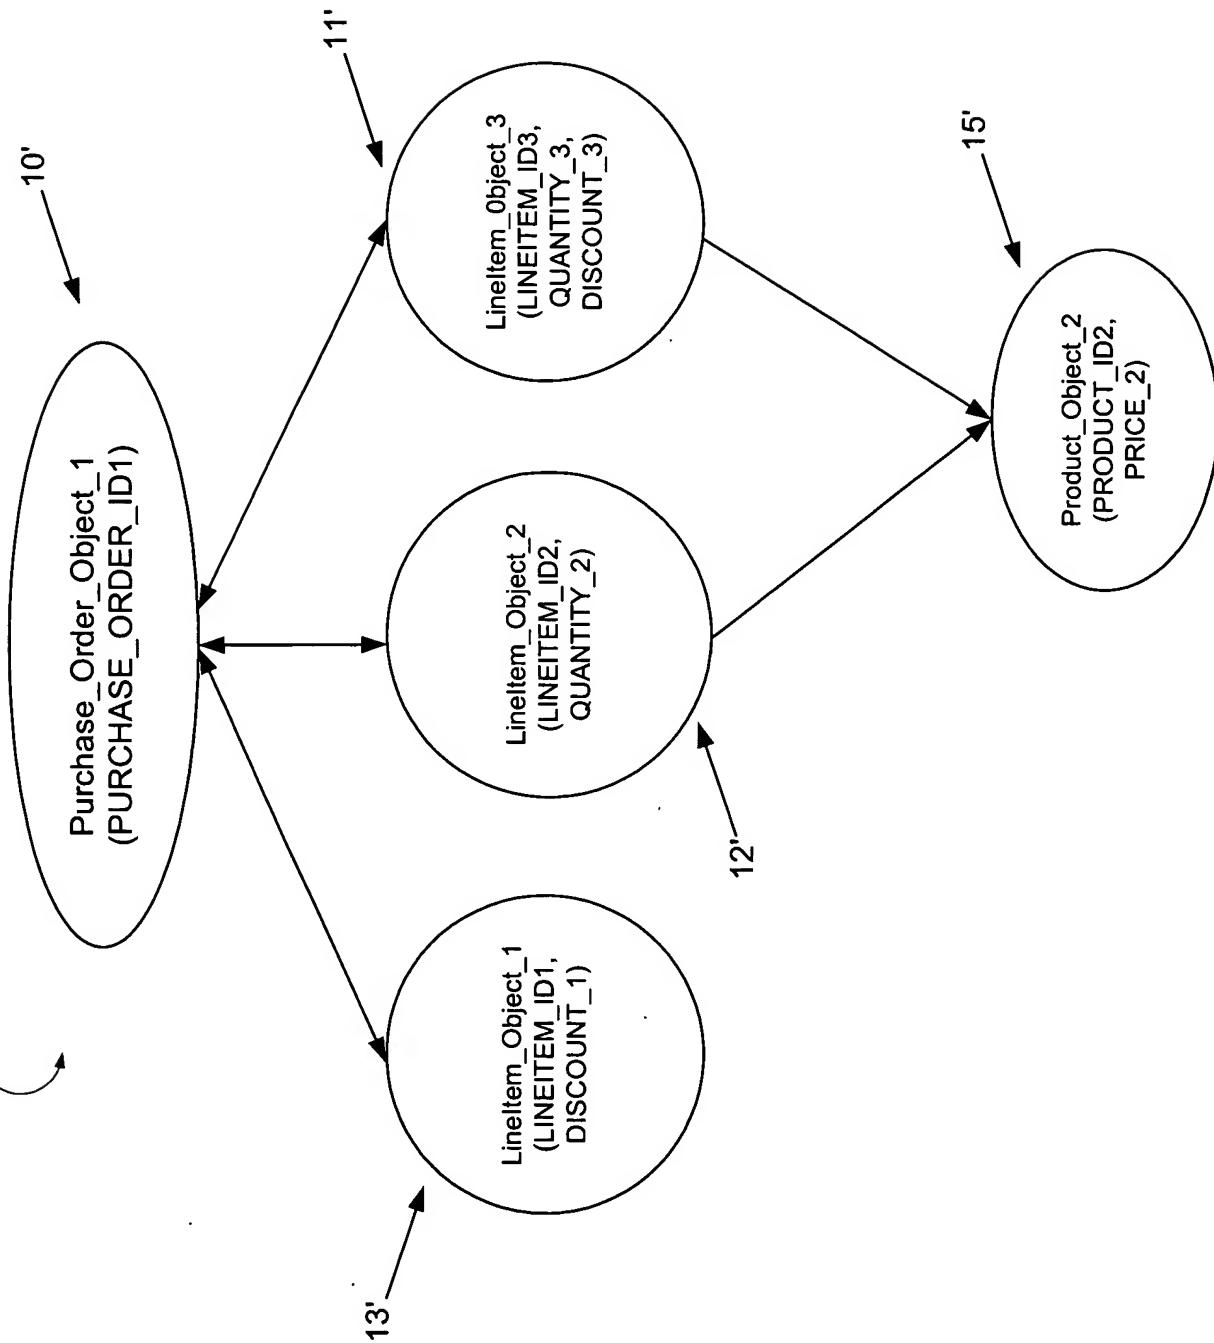 10'
Purchase_Order_Object_1
(PURCHASE_ORDER_ID1)
11'
LineItem_0bject_3
(LINEITEM_ID3,
QUANTITY_3,
DISCOUNT_3)
LineItem_Object_2
(LINEITEM_ID2,
QUANTITY_2)
12'
LineItem_Object_1
(LINEITEM_ID1,
DISCOUNT_1)
13'
15'
Product_Object_2
(PRODUCT_ID2,
PRICE_2)